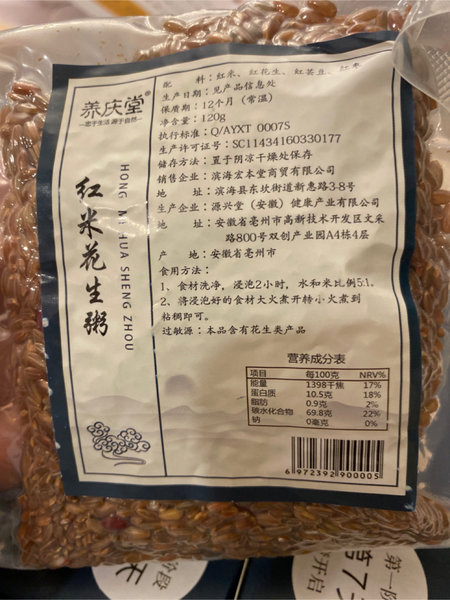 养庆堂®
一忠于生活 源于自然一
红米花生粥
HONG MI HUA SHENG ZHOU
配 料：红米、红花生、红芸豆、红枣
生产日期：见产品信息处
保质期：12个月（常温）
净含量：120g
执行标准：Q/AYXT 0007S
生产许可证号：SC11434160330177
储存方法：置于阴凉干燥处保存
销售企业：滨海宏本堂商贸有限公司
地 址：滨海县东坎街道新惠路3-8号
生产企业：源兴堂（安徽）健康产业有限公司
地 址：安徽省亳州市高新技术开发区文采
路800号双创产业园A4栋4层
产 地：安徽省亳州市
食用方法：
1、食材洗净，浸泡2小时，水和米比例5:1。
2、将浸泡好的食材大火煮开转小火煮到
粘稠即可。
过敏源：本品含有花生类产品
营养成分表
项目 每100克 NRV%
能量 1398千焦 17%
蛋白质 10.5克 18%
脂肪 0.9克 2%
碳水化合物 69.8克 22%
钠 0毫克 0%
6 972392 900005
天
阶段
开启
7
第一阶